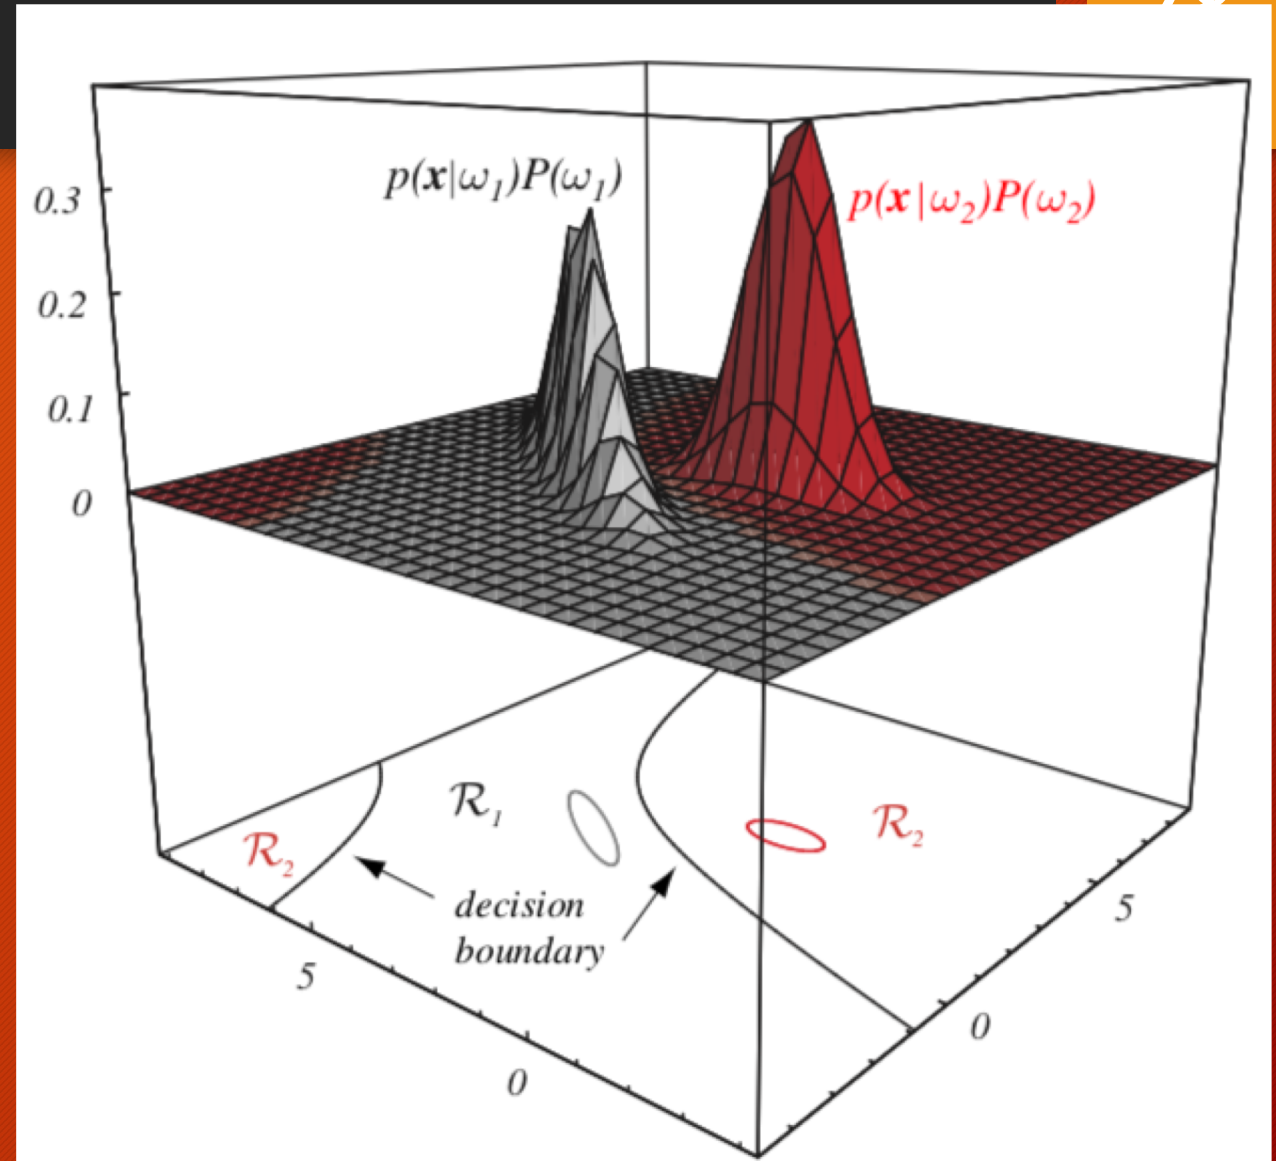 p(x|ω₁)P(ω₁)
p(x|ω₂)P(ω₂)
0.3
0.2
0.1
0
R₁
R₂
R₂
decision
boundary
5
0
5
0